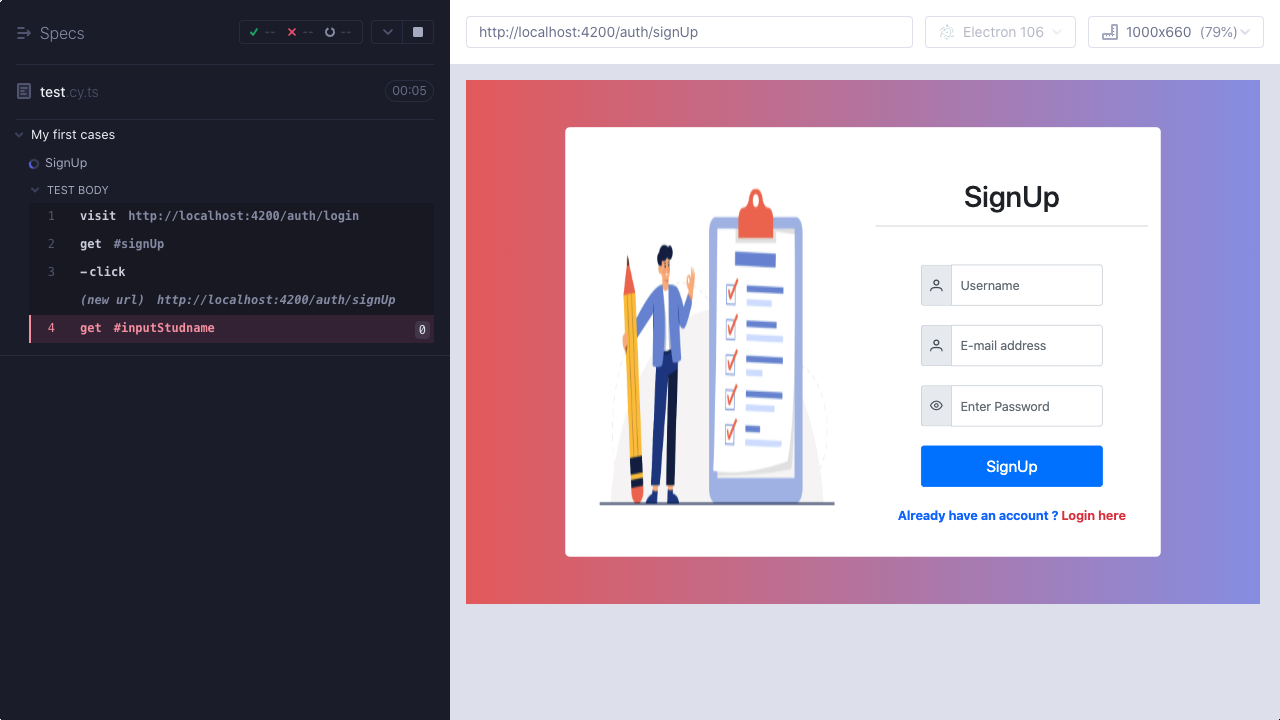 Specs
--
--
--
test.cy.ts
00:05
My first cases
SignUp
TEST BODY
1 visit http://localhost:4200/auth/login
2 get #signUp
3 -click
(new url) http://localhost:4200/auth/signUp
4 get #inputStudname 0
http://localhost:4200/auth/signUp
Electron 106
1000x660 (79%)
SignUp
Username
E-mail address
Enter Password
SignUp
Already have an account ? Login here